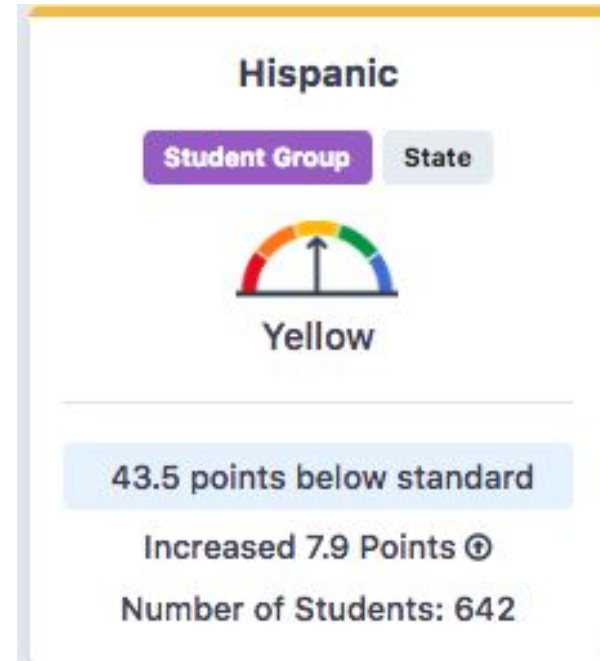 Hispanic
Student Group State
Yellow
43.5 points below standard
Increased 7.9 Points
Number of Students: 642